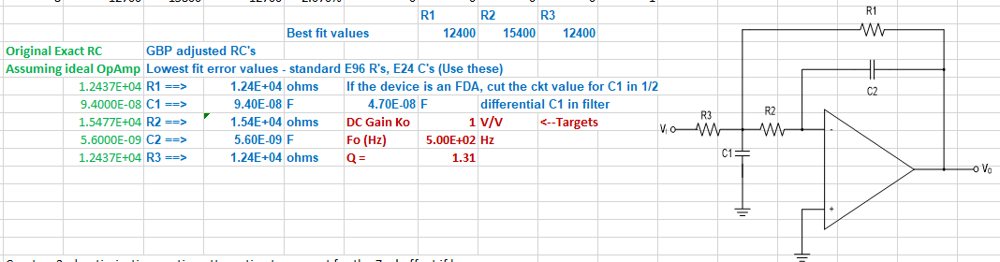 R1 R2 R3
Best fit values 12400 15400 12400
Original Exact RC GBP adjusted RC's
Assuming ideal OpAmp Lowest fit error values - standard E96 R's, E24 C's (Use these)
1.2437E+04 R1 ==> 1.24E+04 ohms If the device is an FDA, cut the ckt value for C1 in 1/2
9.4000E-08 C1 ==> 9.40E-08 F 4.70E-08 F differential C1 in filter
1.5477E+04 R2 ==> 1.54E+04 ohms DC Gain Ko 1 V/V <--Targets
5.6000E-09 C2 ==> 5.60E-09 F Fo (Hz) 5.00E+02 Hz
1.2437E+04 R3 ==> 1.24E+04 ohms Q = 1.31
R1
C2
R3
R2
Vi
C1
-
+
Vo